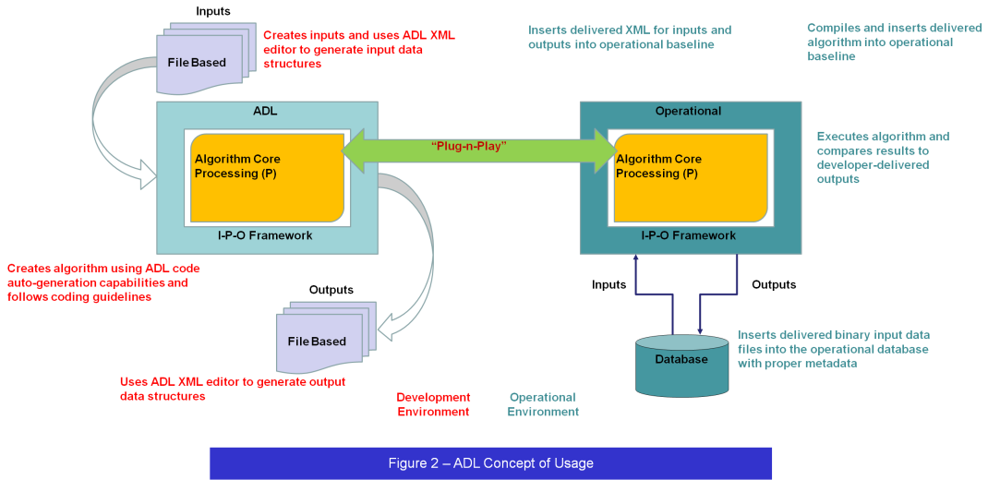 Inputs
File Based
Creates inputs and uses ADL XML
editor to generate input data
structures
Inserts delivered XML for inputs and
outputs into operational baseline
Compiles and inserts delivered
algorithm into operational
baseline
ADL
Algorithm Core
Processing (P)
I-P-O Framework
“Plug-n-Play”
Operational
Algorithm Core
Processing (P)
I-P-O Framework
Executes algorithm and
compares results to
developer-delivered
outputs
Creates algorithm using ADL code
auto-generation capabilities and
follows coding guidelines
Outputs
File Based
Inputs
Outputs
Database
Inserts delivered binary input data
files into the operational database
with proper metadata
Uses ADL XML editor to generate output
data structures
Development
Environment
Operational
Environment
Figure 2 – ADL Concept of Usage